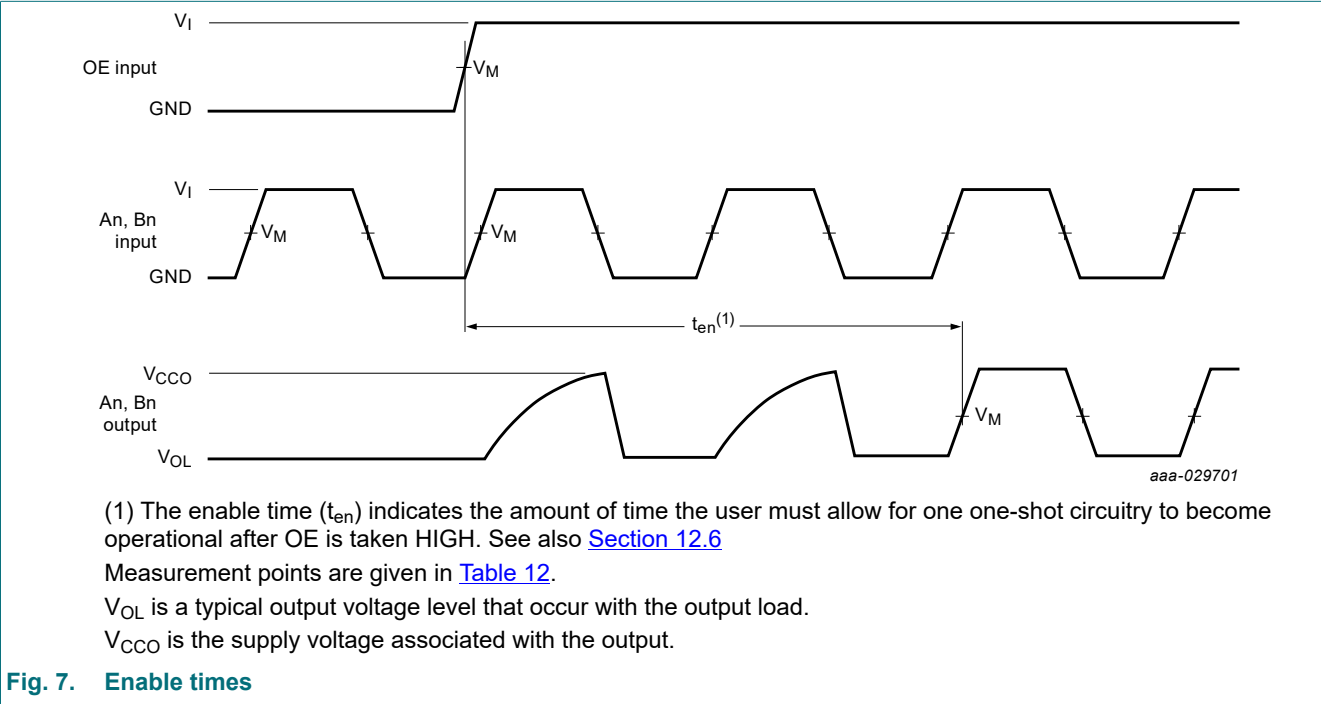 VI
OE input
VM
GND
VI
An, Bn
input
VM
VM
GND
ten(1)
VCCO
An, Bn
output
VM
VOL
aaa-029701
(1) The enable time (ten) indicates the amount of time the user must allow for one one-shot circuitry to become
operational after OE is taken HIGH. See also Section 12.6
Measurement points are given in Table 12.
VOL is a typical output voltage level that occur with the output load.
VCCO is the supply voltage associated with the output.
Fig. 7. Enable times